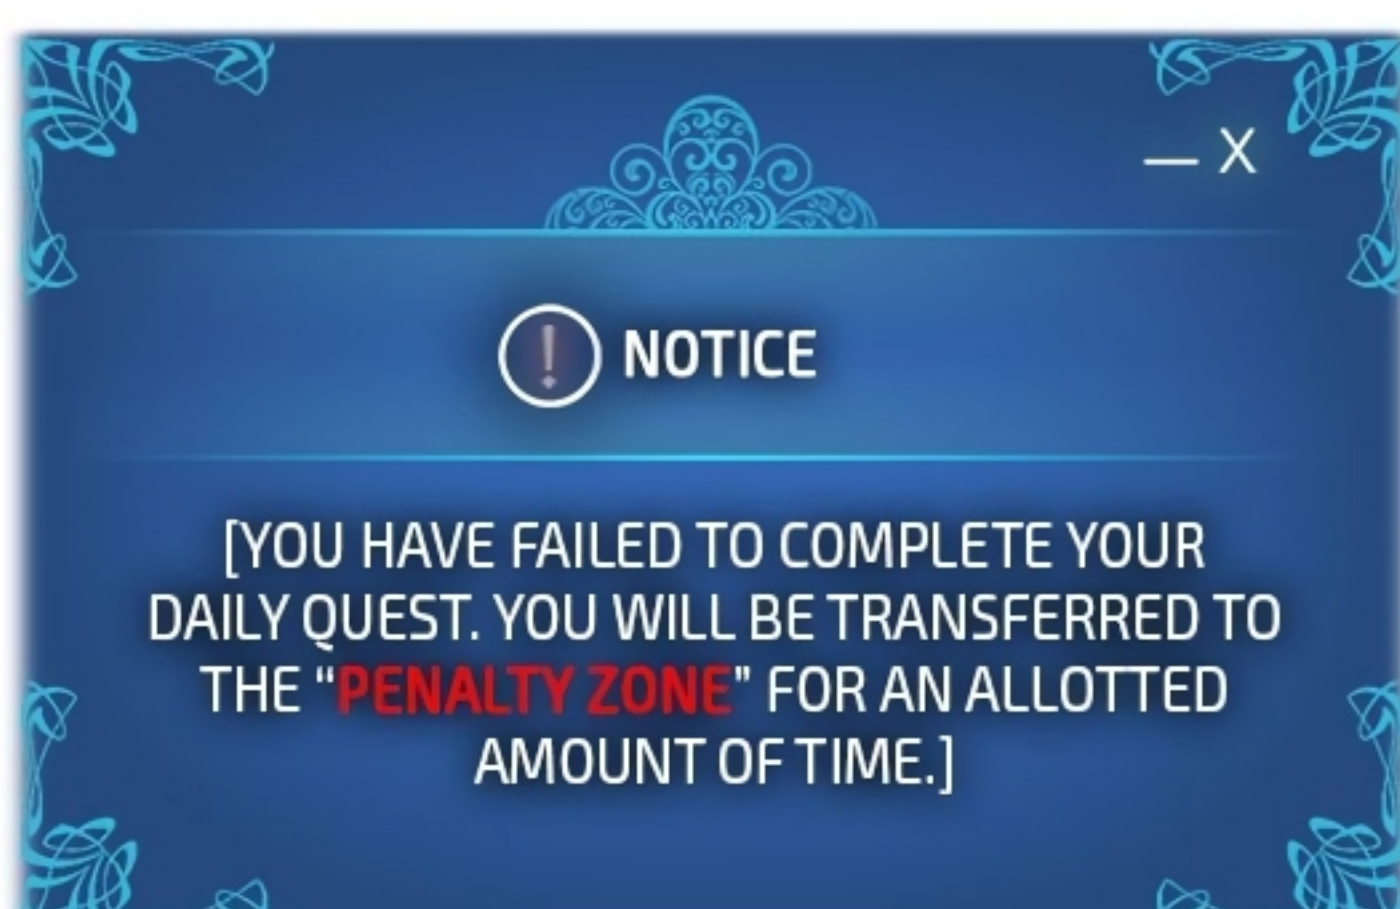 — X
NOTICE
[YOU HAVE FAILED TO COMPLETE YOUR
DAILY QUEST. YOU WILL BE TRANSFERRED TO
THE “PENALTY ZONE” FOR AN ALLOTTED
AMOUNT OF TIME.]